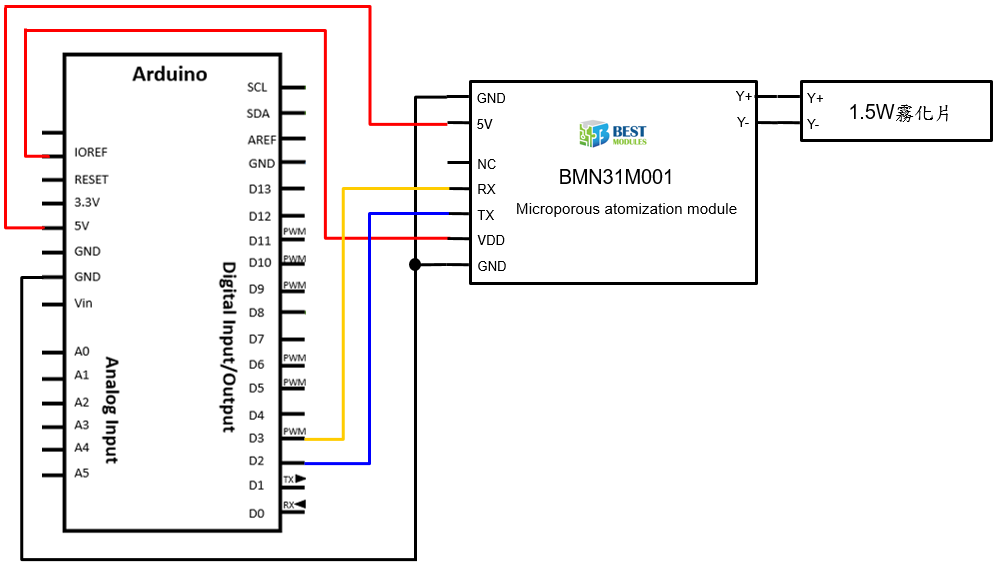 Arduino
IOREF
RESET
3.3V
5V
GND
GND
Vin
A0
A1
A2
A3
A4
A5
Analog Input
SCL
SDA
AREF
GND
D13
D12
D11 PWM
D10 PWM
D9 PWM
D8
D7
D6 PWM
D5 PWM
D4
D3 PWM
D2
D1 TX
D0 RX
Digital Input/Output
GND
5V
NC
RX
TX
VDD
GND
BEST
MODULES
BMN31M001
Microporous atomization module
Y+
Y-
Y+
Y-
1.5W霧化片